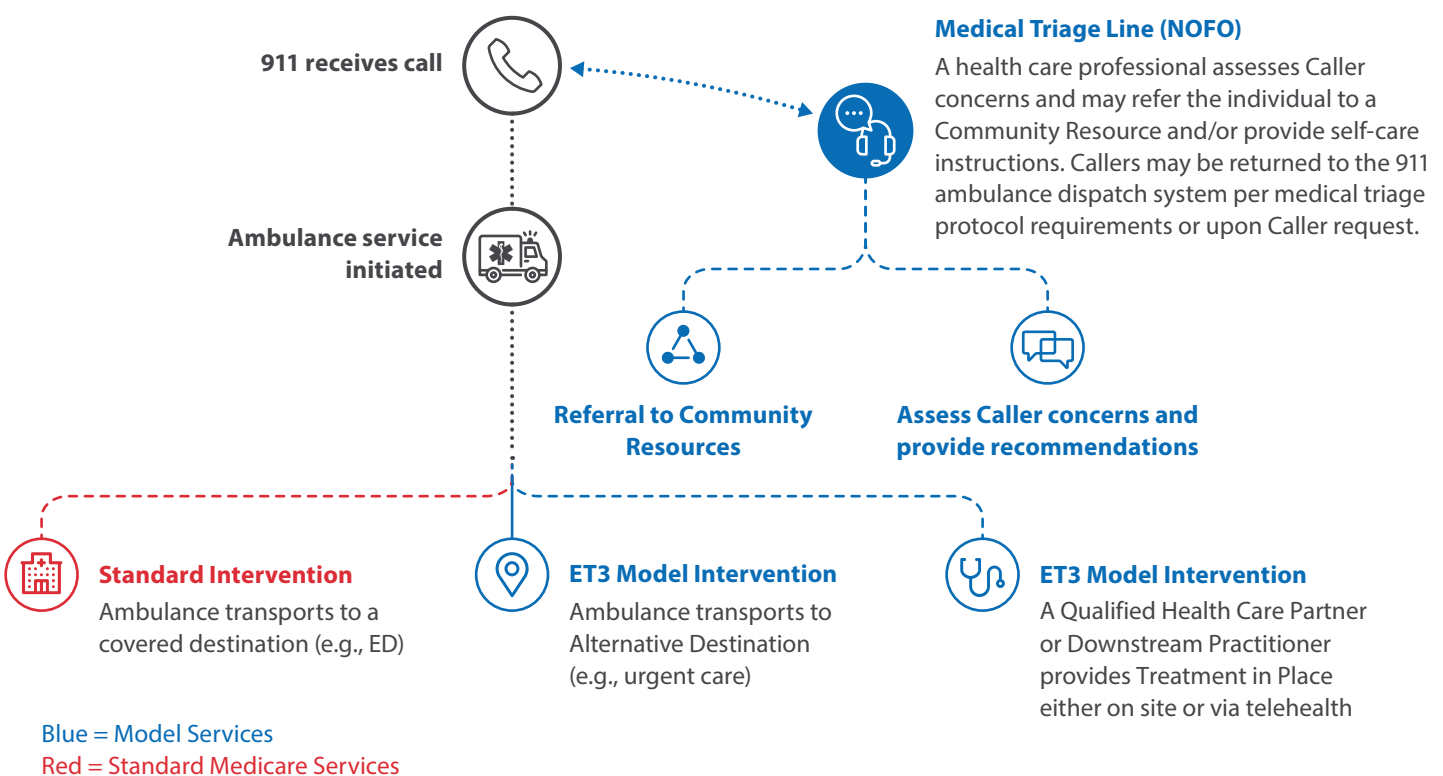 911 receives call
Medical Triage Line (NOFO)
A health care professional assesses Caller
concerns and may refer the individual to a
Community Resource and/or provide self-care
instructions. Callers may be returned to the 911
ambulance dispatch system per medical triage
protocol requirements or upon Caller request.
Ambulance service
initiated
Referral to Community
Resources
Assess Caller concerns and
provide recommendations
Standard Intervention
Ambulance transports to a
covered destination (e.g., ED)
ET3 Model Intervention
Ambulance transports to
Alternative Destination
(e.g., urgent care)
ET3 Model Intervention
A Qualified Health Care Partner
or Downstream Practitioner
provides Treatment in Place
either on site or via telehealth
Blue = Model Services
Red = Standard Medicare Services